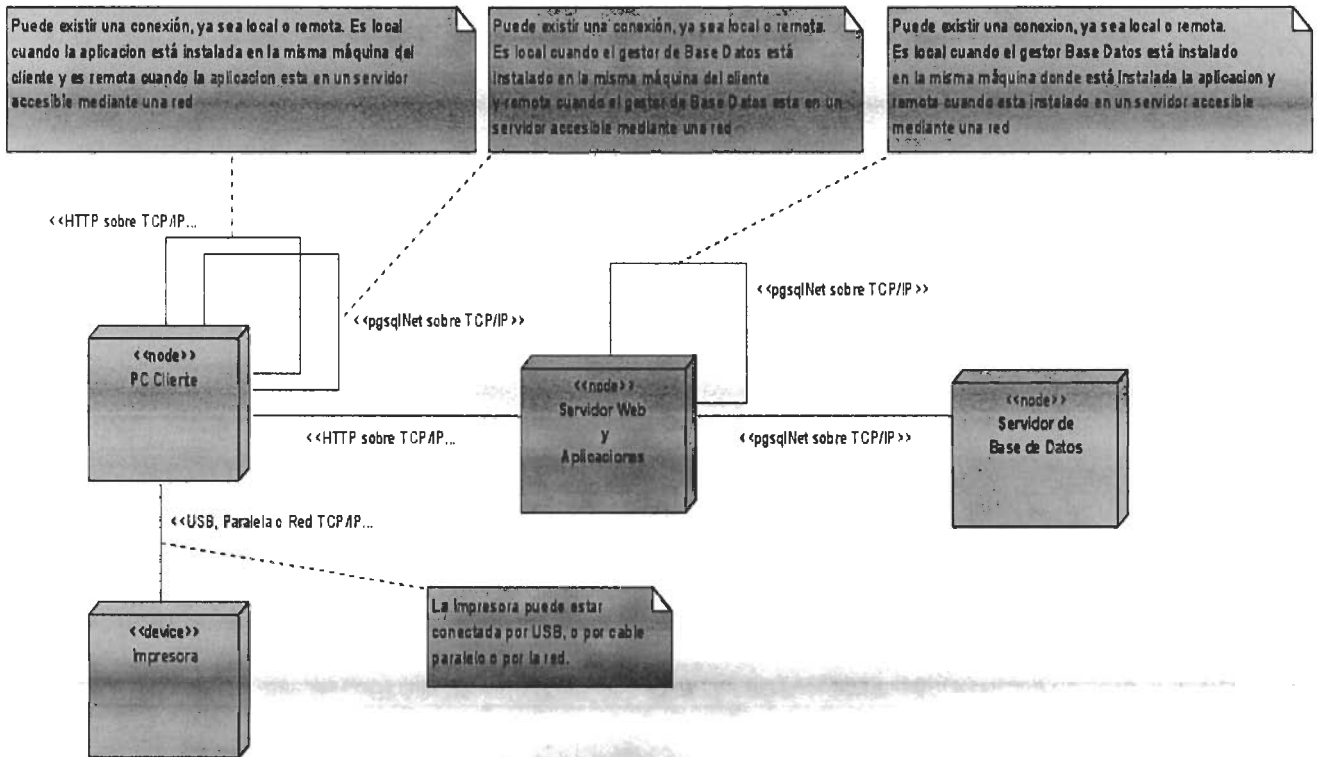 Puede existir una conexión, ya sea local o remota. Es local
cuando la aplicacion está instalada en la misma máquina del
cliente y es remota cuando la aplicacion esta en un servidor
accesible mediante una red
Puede existir una conexión, ya sea local o remota.
Es local cuando el gestor de Base Datos está
instalado en la misma máquina del cliente
y remota cuando el gestor de Base Datos esta en un
servidor accesible mediante una red
Puede existir una conexion, ya sea local o remota.
Es local cuando el gestor Base Datos está instalado
en la misma máquina donde está instalada la aplicacion y
remota cuando esta instalado en un servidor accesible
mediante una red
<<HTTP sobre TCP/IP...
<<pgsqlNet sobre TCP/IP>>
<<pgsqlNet sobre TCP/IP>>
<<node>>
PC Cliente
<<node>>
Servidor Web
y
Aplicaciones
<<node>>
Servidor de
Base de Datos
<<HTTP sobre TCP/IP...
<<pgsqlNet sobre TCP/IP>>
<<USB, Paralela o Red TCP/IP...
<<device>>
Impresora
La Impresora puede estar
conectada por USB, o por cable
paralelo o por la red.